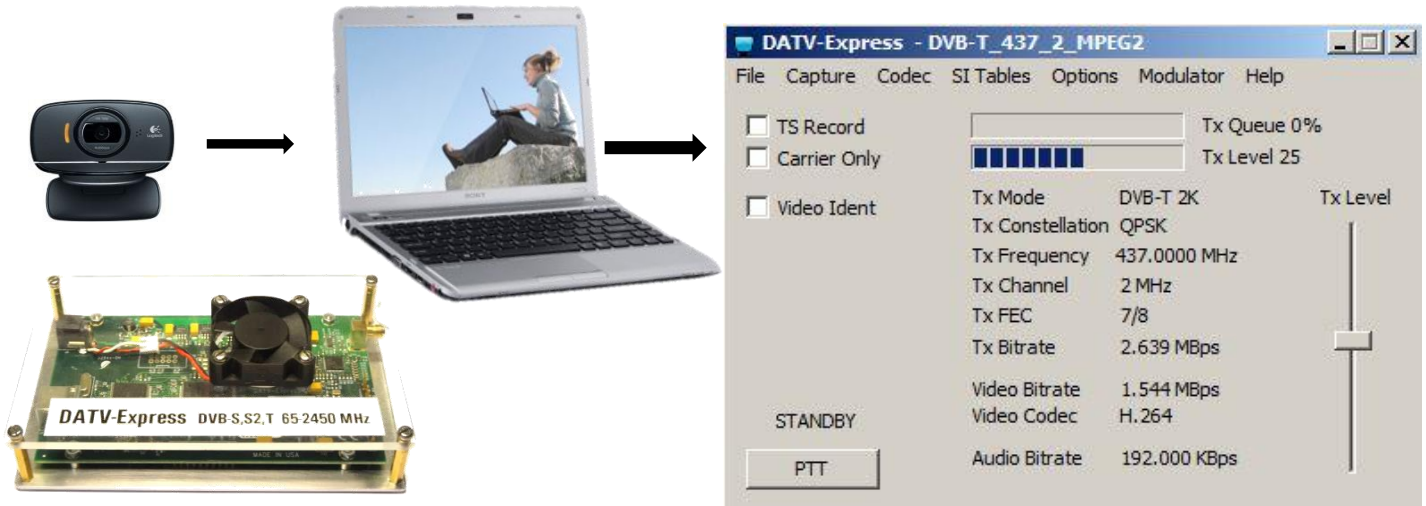 DATV-Express - DVB-T_437_2_MPEG2
File Capture Codec SI Tables Options Modulator Help
TS Record
Tx Queue 0%
Carrier Only
Tx Level 25
Video Ident
Tx Mode DVB-T 2K
Tx Level
Tx Constellation QPSK
Tx Frequency 437.0000 MHz
Tx Channel 2 MHz
Tx FEC 7/8
Tx Bitrate 2.639 MBps
Video Bitrate 1.544 MBps
Video Codec H.264
STANDBY
Audio Bitrate 192.000 KBps
PTT
SONY
DATV-Express DVB-S,S2,T 65-2450 MHz
MADE IN USA